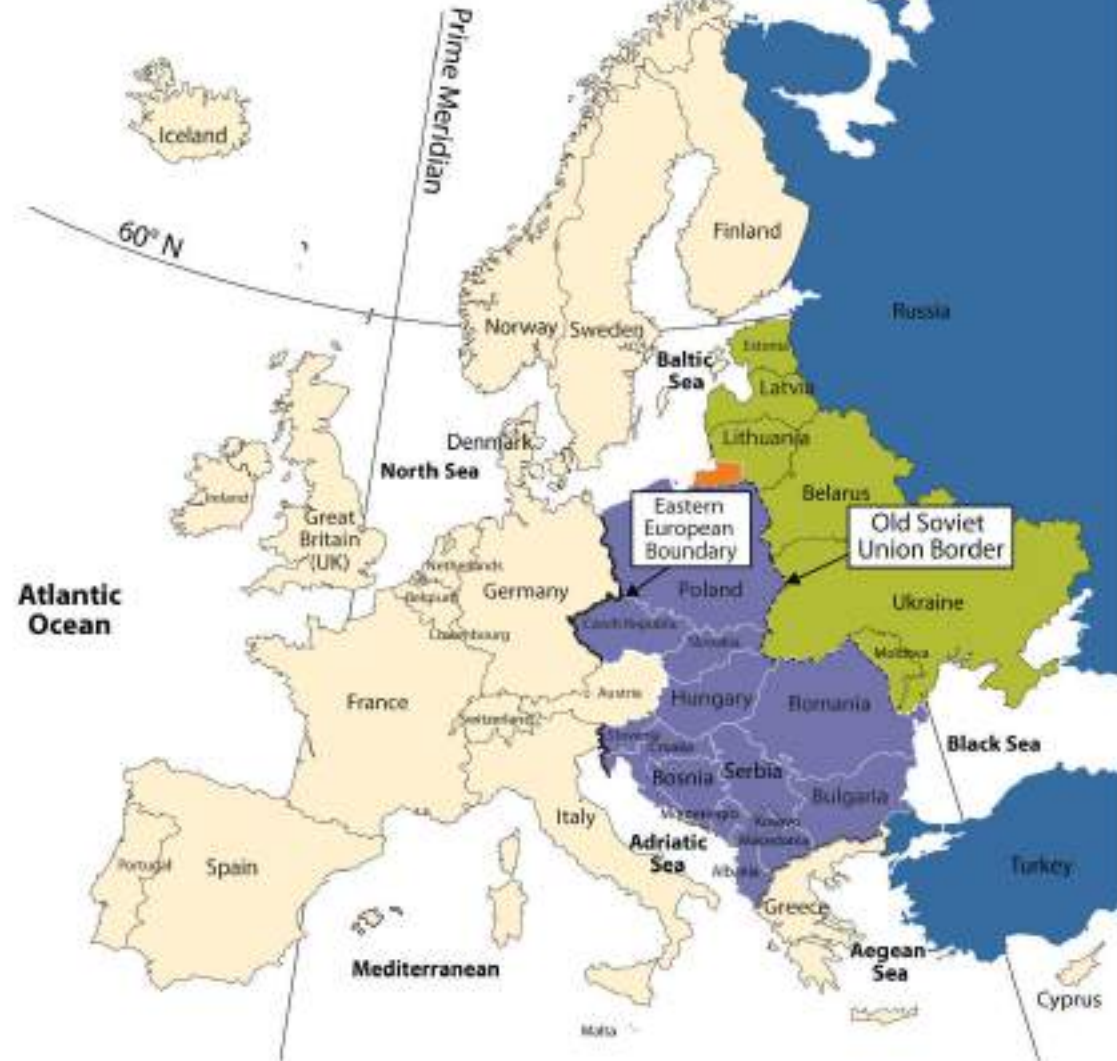 Prime Meridian
Iceland
60° N
Finland
Russia
Norway
Sweden
Estonia
Baltic
Sea
Latvia
Denmark
Lithuania
North Sea
Ireland
Belarus
Great
Britain
(UK)
Eastern
European
Boundary
Old Soviet
Union Border
Netherlands
Germany
Poland
Belgium
Atlantic
Ocean
Ukraine
Czech Republic
Luxembourg
Slovakia
Moldova
France
Austria
Hungary
Romania
Switzerland
Slovenia
Croatia
Black Sea
Bosnia
Serbia
Bulgaria
Italy
Montenegro
Kosovo
Adriatic
Sea
Macedonia
Portugal
Spain
Albania
Turkey
Greece
Aegean
Sea
Mediterranean
Cyprus
Malta